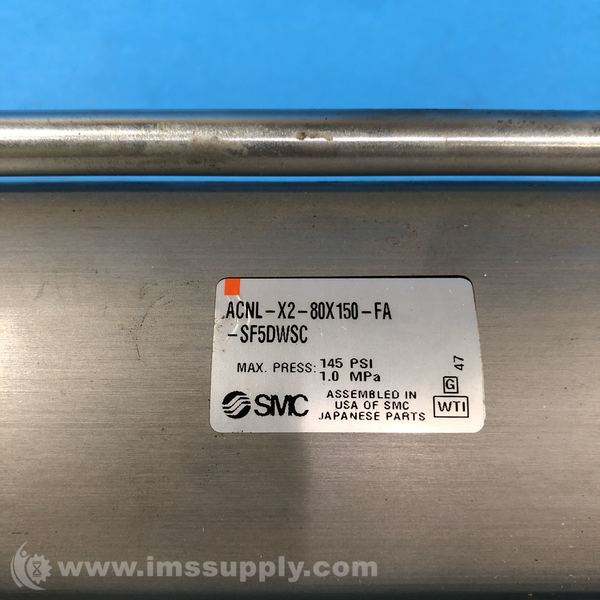 ACNL-X2-80X150-FA
-SF5DWSC
MAX. PRESS: 145 PSI
1.0 MPa
SMC
ASSEMBLED IN
USA OF SMC
JAPANESE PARTS
47
G
WTI
www.imssupply.com